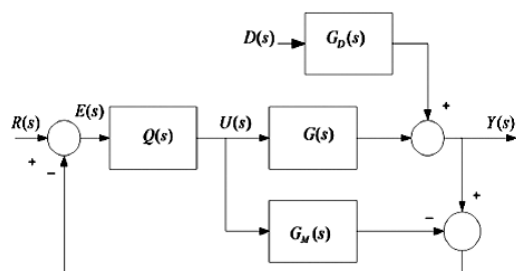 D(s)
G_D(s)
R(s)
E(s)
Q(s)
U(s)
G(s)
+
Y(s)
+
−
+
−
G_M(s)